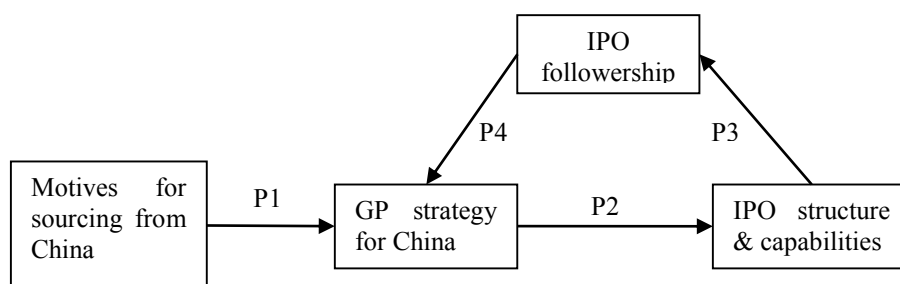 IPO
followership
P4
P3
Motives for
sourcing from
China
P1
GP strategy
for China
P2
IPO structure
& capabilities